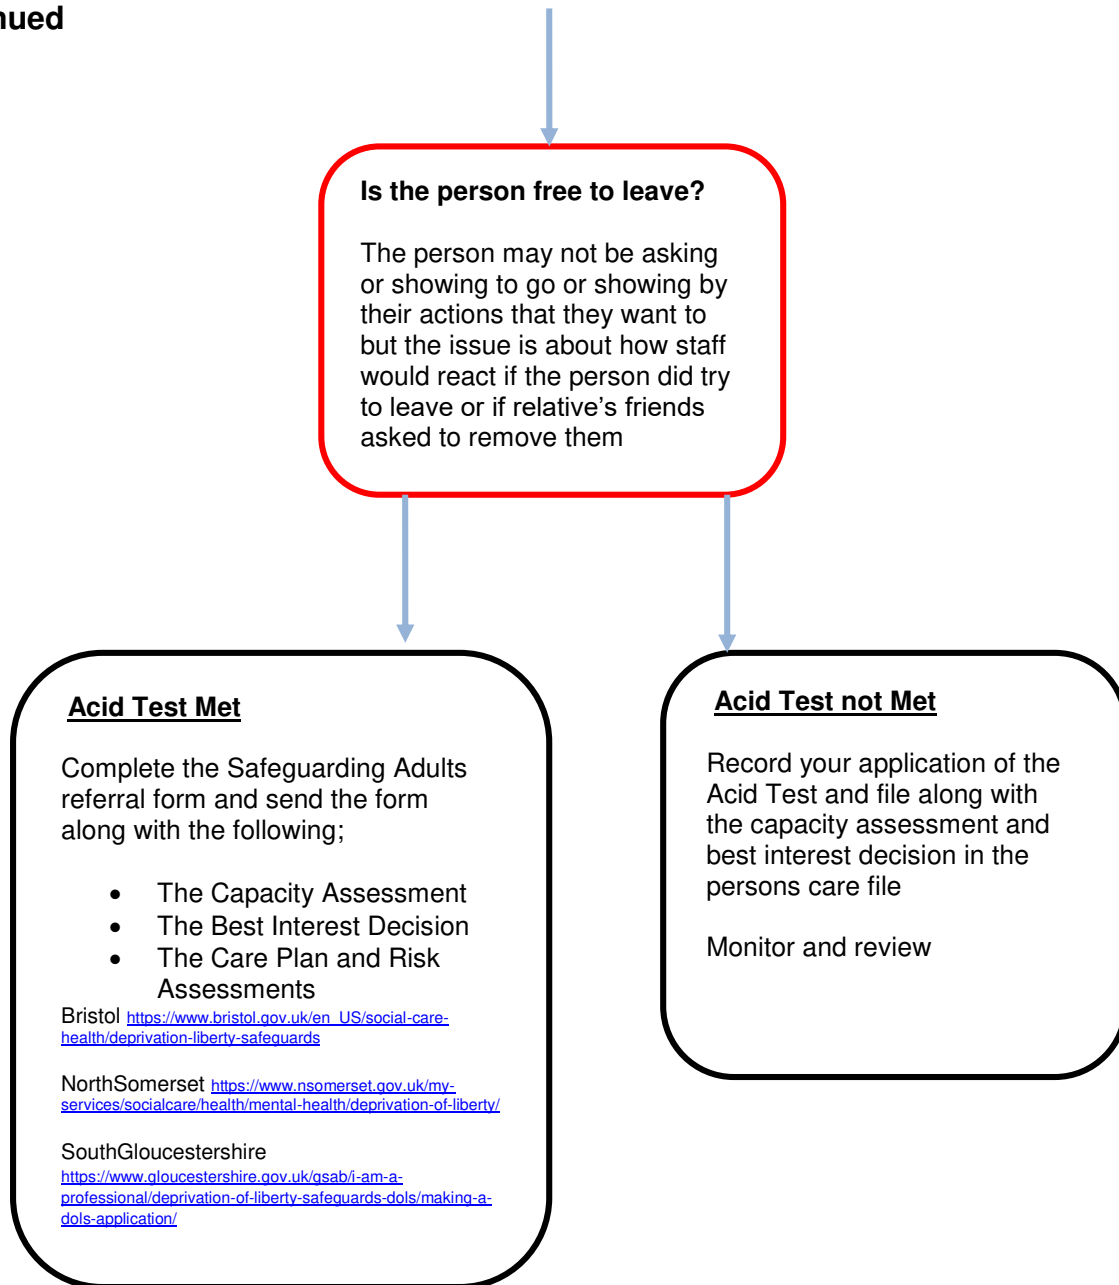 nued
Is the person free to leave?
The person may not be asking
or showing to go or showing by
their actions that they want to
but the issue is about how staff
would react if the person did try
to leave or if relative’s friends
asked to remove them
Acid Test Met
Complete the Safeguarding Adults
referral form and send the form
along with the following;
• The Capacity Assessment
• The Best Interest Decision
• The Care Plan and Risk
Assessments
Bristol https://www.bristol.gov.uk/en_US/social-care-
health/deprivation-liberty-safeguards
NorthSomerset https://www.nsomerset.gov.uk/my-
services/socialcare/health/mental-health/deprivation-of-liberty/
SouthGloucestershire
https://www.gloucestershire.gov.uk/gsab/i-am-a-
professional/deprivation-of-liberty-safeguards-dols/making-a-
dols-application/
Acid Test not Met
Record your application of the
Acid Test and file along with
the capacity assessment and
best interest decision in the
persons care file
Monitor and review